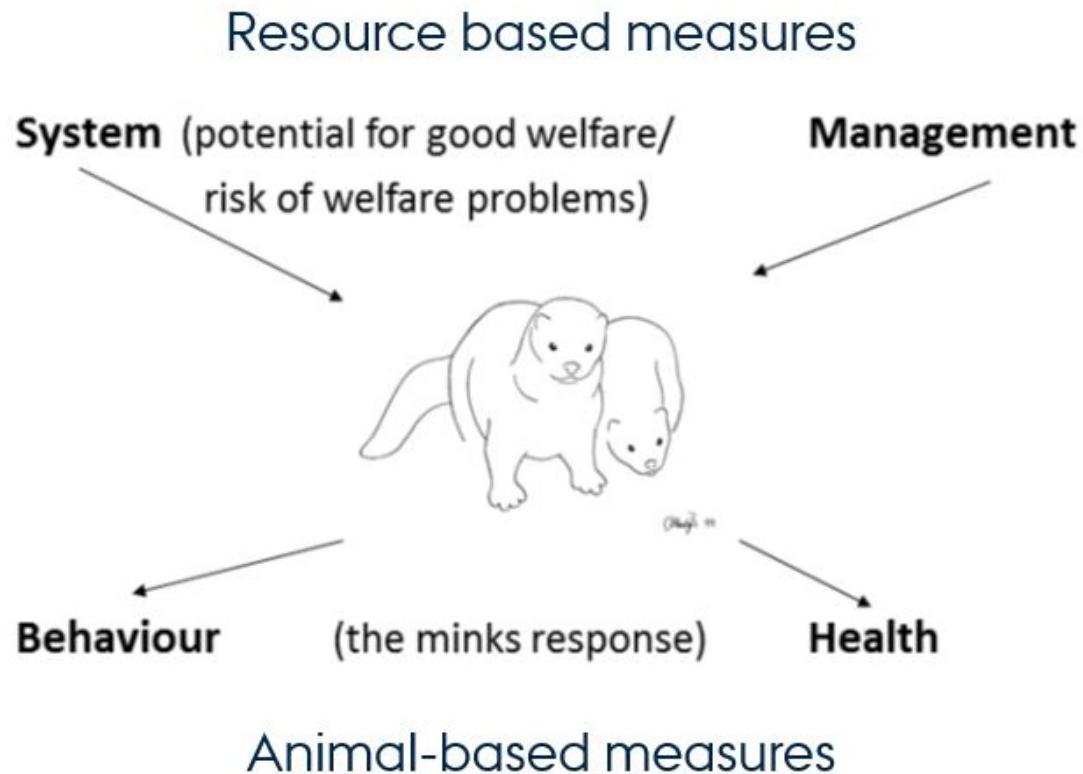 Resource based measures
System (potential for good welfare/ Management
risk of welfare problems)
Behaviour (the minks response) Health
Animal-based measures